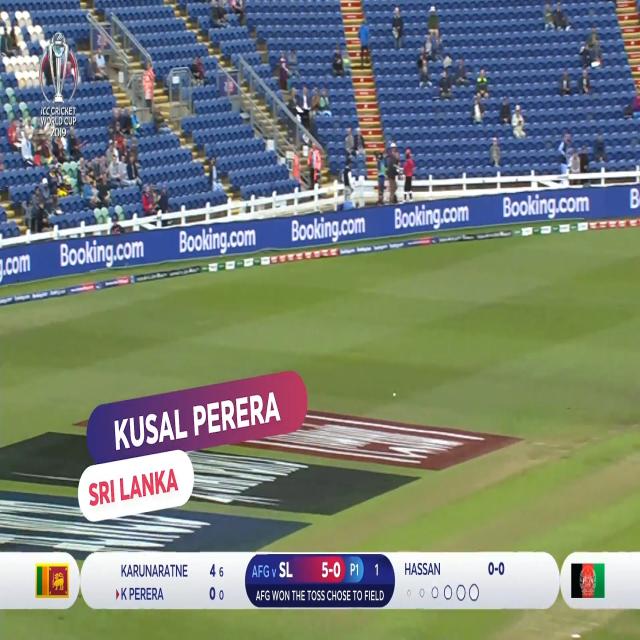 ICC CRICKET
WORLD CUP
2019
.com Booking.com Booking.com Booking.com Booking.com Booking.com
KUSAL PERERA
SRI LANKA
KARUNARATNE 4 6
K PERERA 0 0
AFG v SL 5-0 P1 1
AFG WON THE TOSS CHOSE TO FIELD
HASSAN 0-0